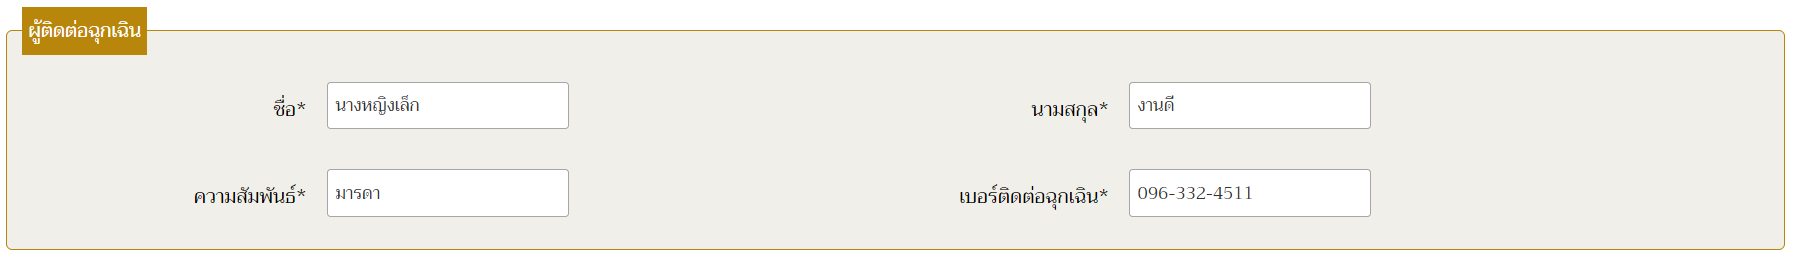 ผู้ติดต่อฉุกเฉิน
ชื่อ* นางหญิงเล็ก นามสกุล* งานดี
ความสัมพันธ์* มารดา เบอร์ติดต่อฉุกเฉิน* 096-332-4511